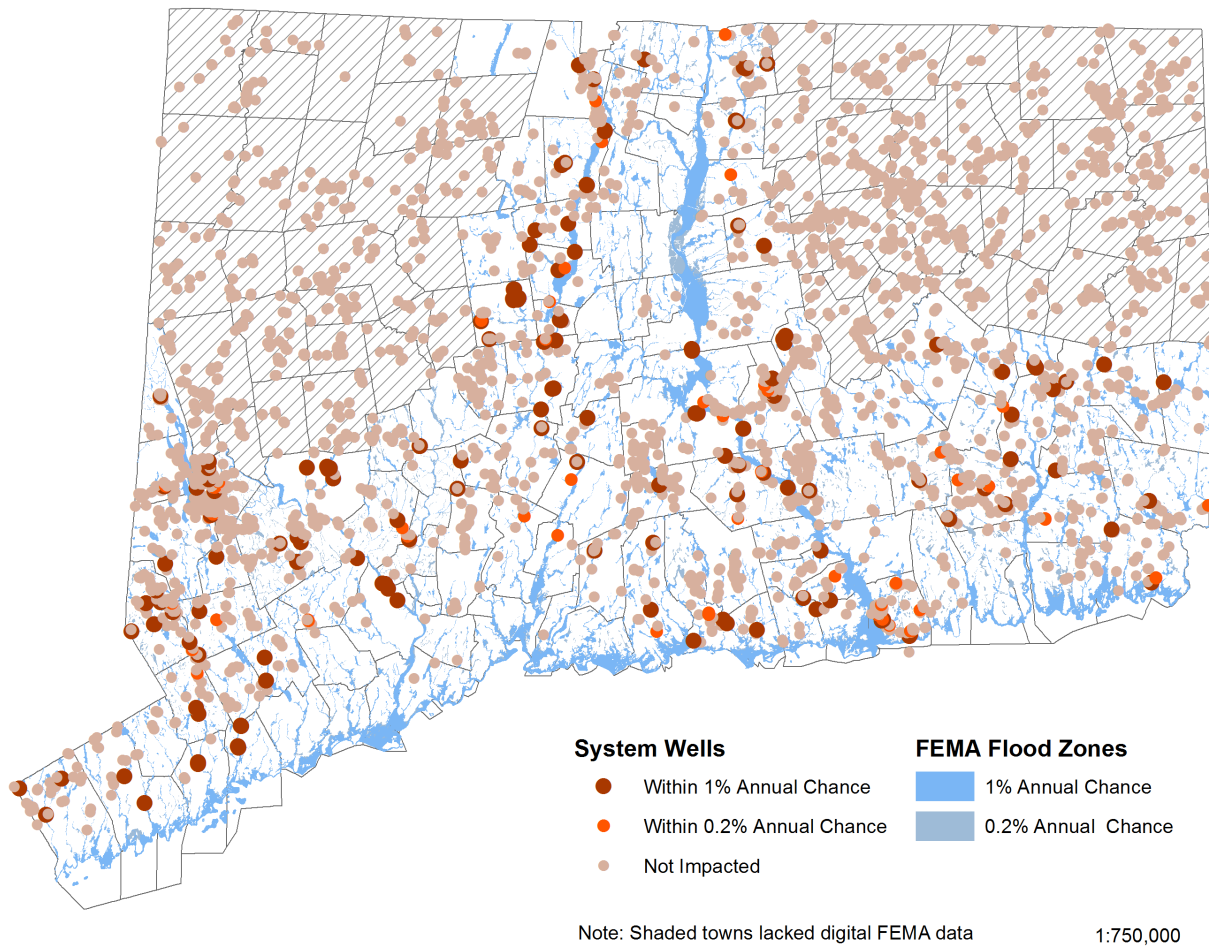 System Wells
Within 1% Annual Chance
Within 0.2% Annual Chance
Not Impacted
FEMA Flood Zones
1% Annual Chance
0.2% Annual Chance
Note: Shaded towns lacked digital FEMA data
1:750,000